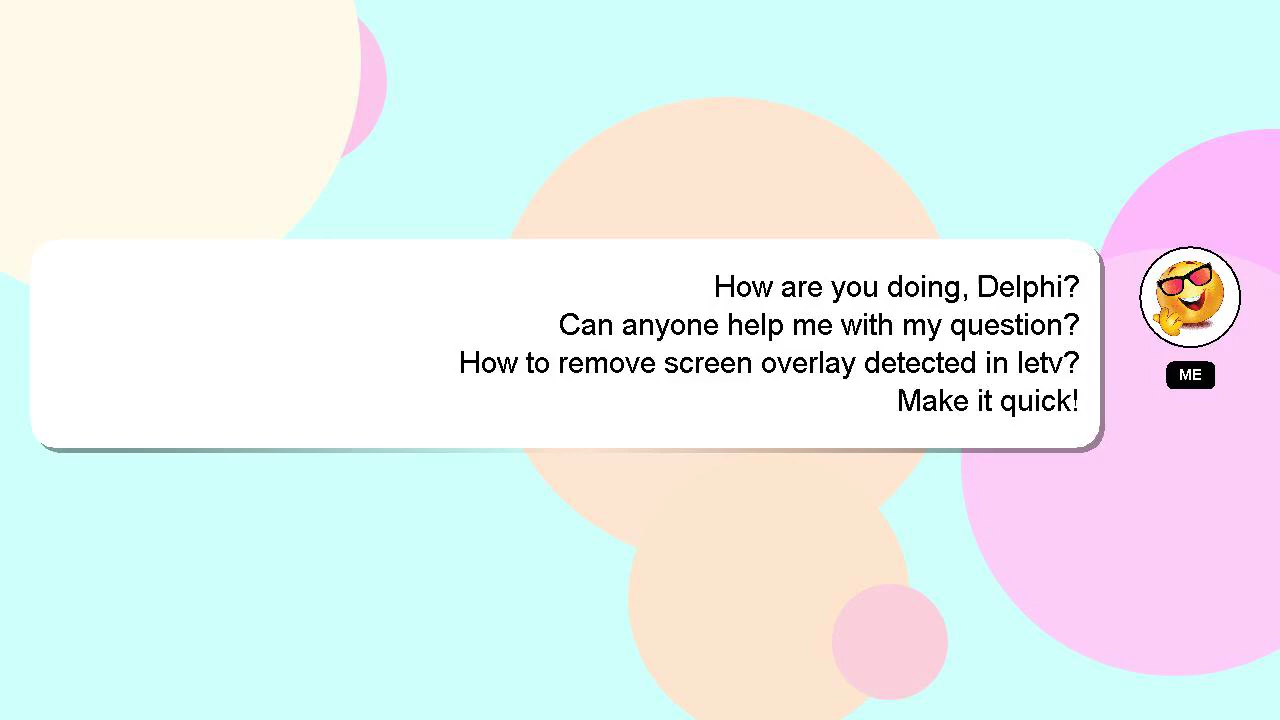 How are you doing, Delphi?
Can anyone help me with my question?
How to remove screen overlay detected in letv?
Make it quick!
ME